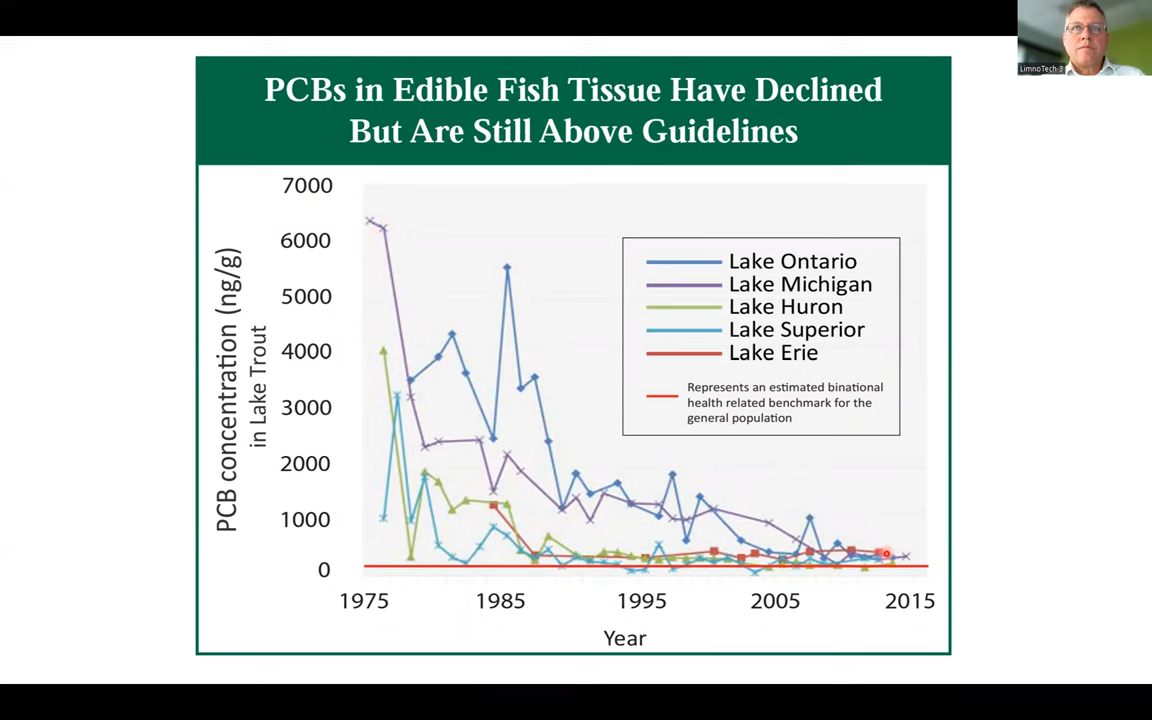 LimnoTech 3
PCBs in Edible Fish Tissue Have Declined
But Are Still Above Guidelines
PCB concentration (ng/g)
in Lake Trout
7000
6000
5000
4000
3000
2000
1000
0
Lake Ontario
Lake Michigan
Lake Huron
Lake Superior
Lake Erie
Represents an estimated binational
health related benchmark for the
general population
1975
1985
1995
2005
2015
Year